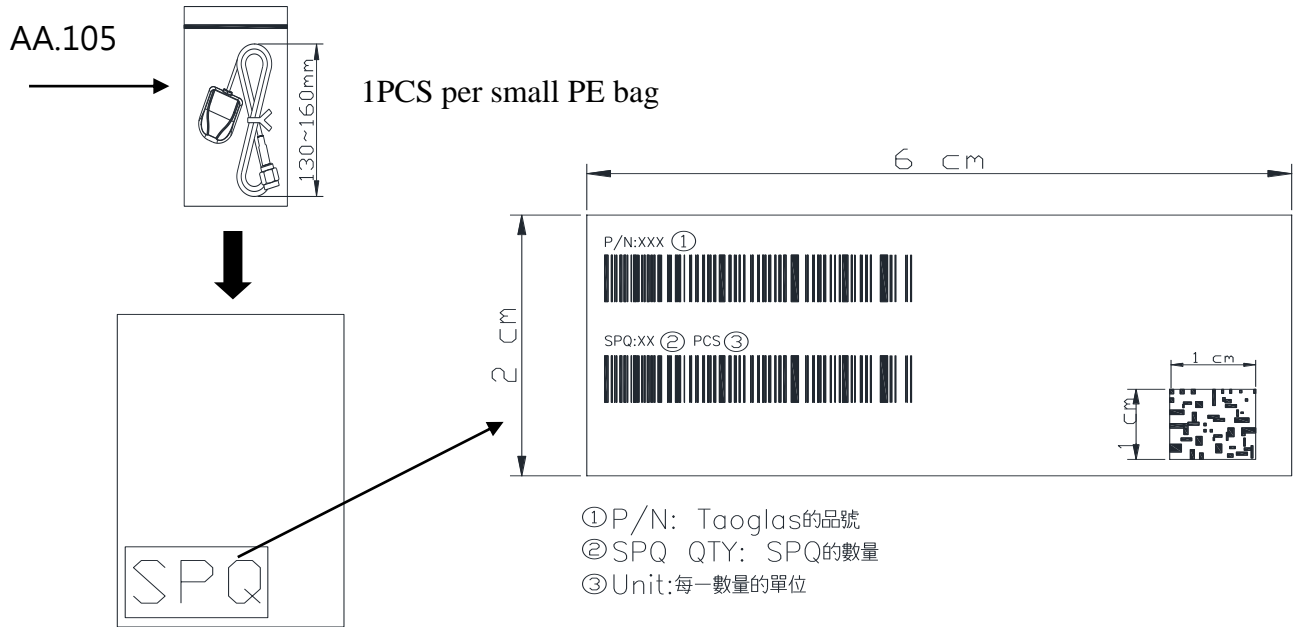 AA.105
130~160mm
1PCS per small PE bag
6 cm
2 cm
P/N:XXX ①
SPQ:XX ② PCS ③
1 cm
1 cm
SPQ
①P/N: Taoglas的品號
②SPQ QTY: SPQ的數量
③Unit:每一數量的單位